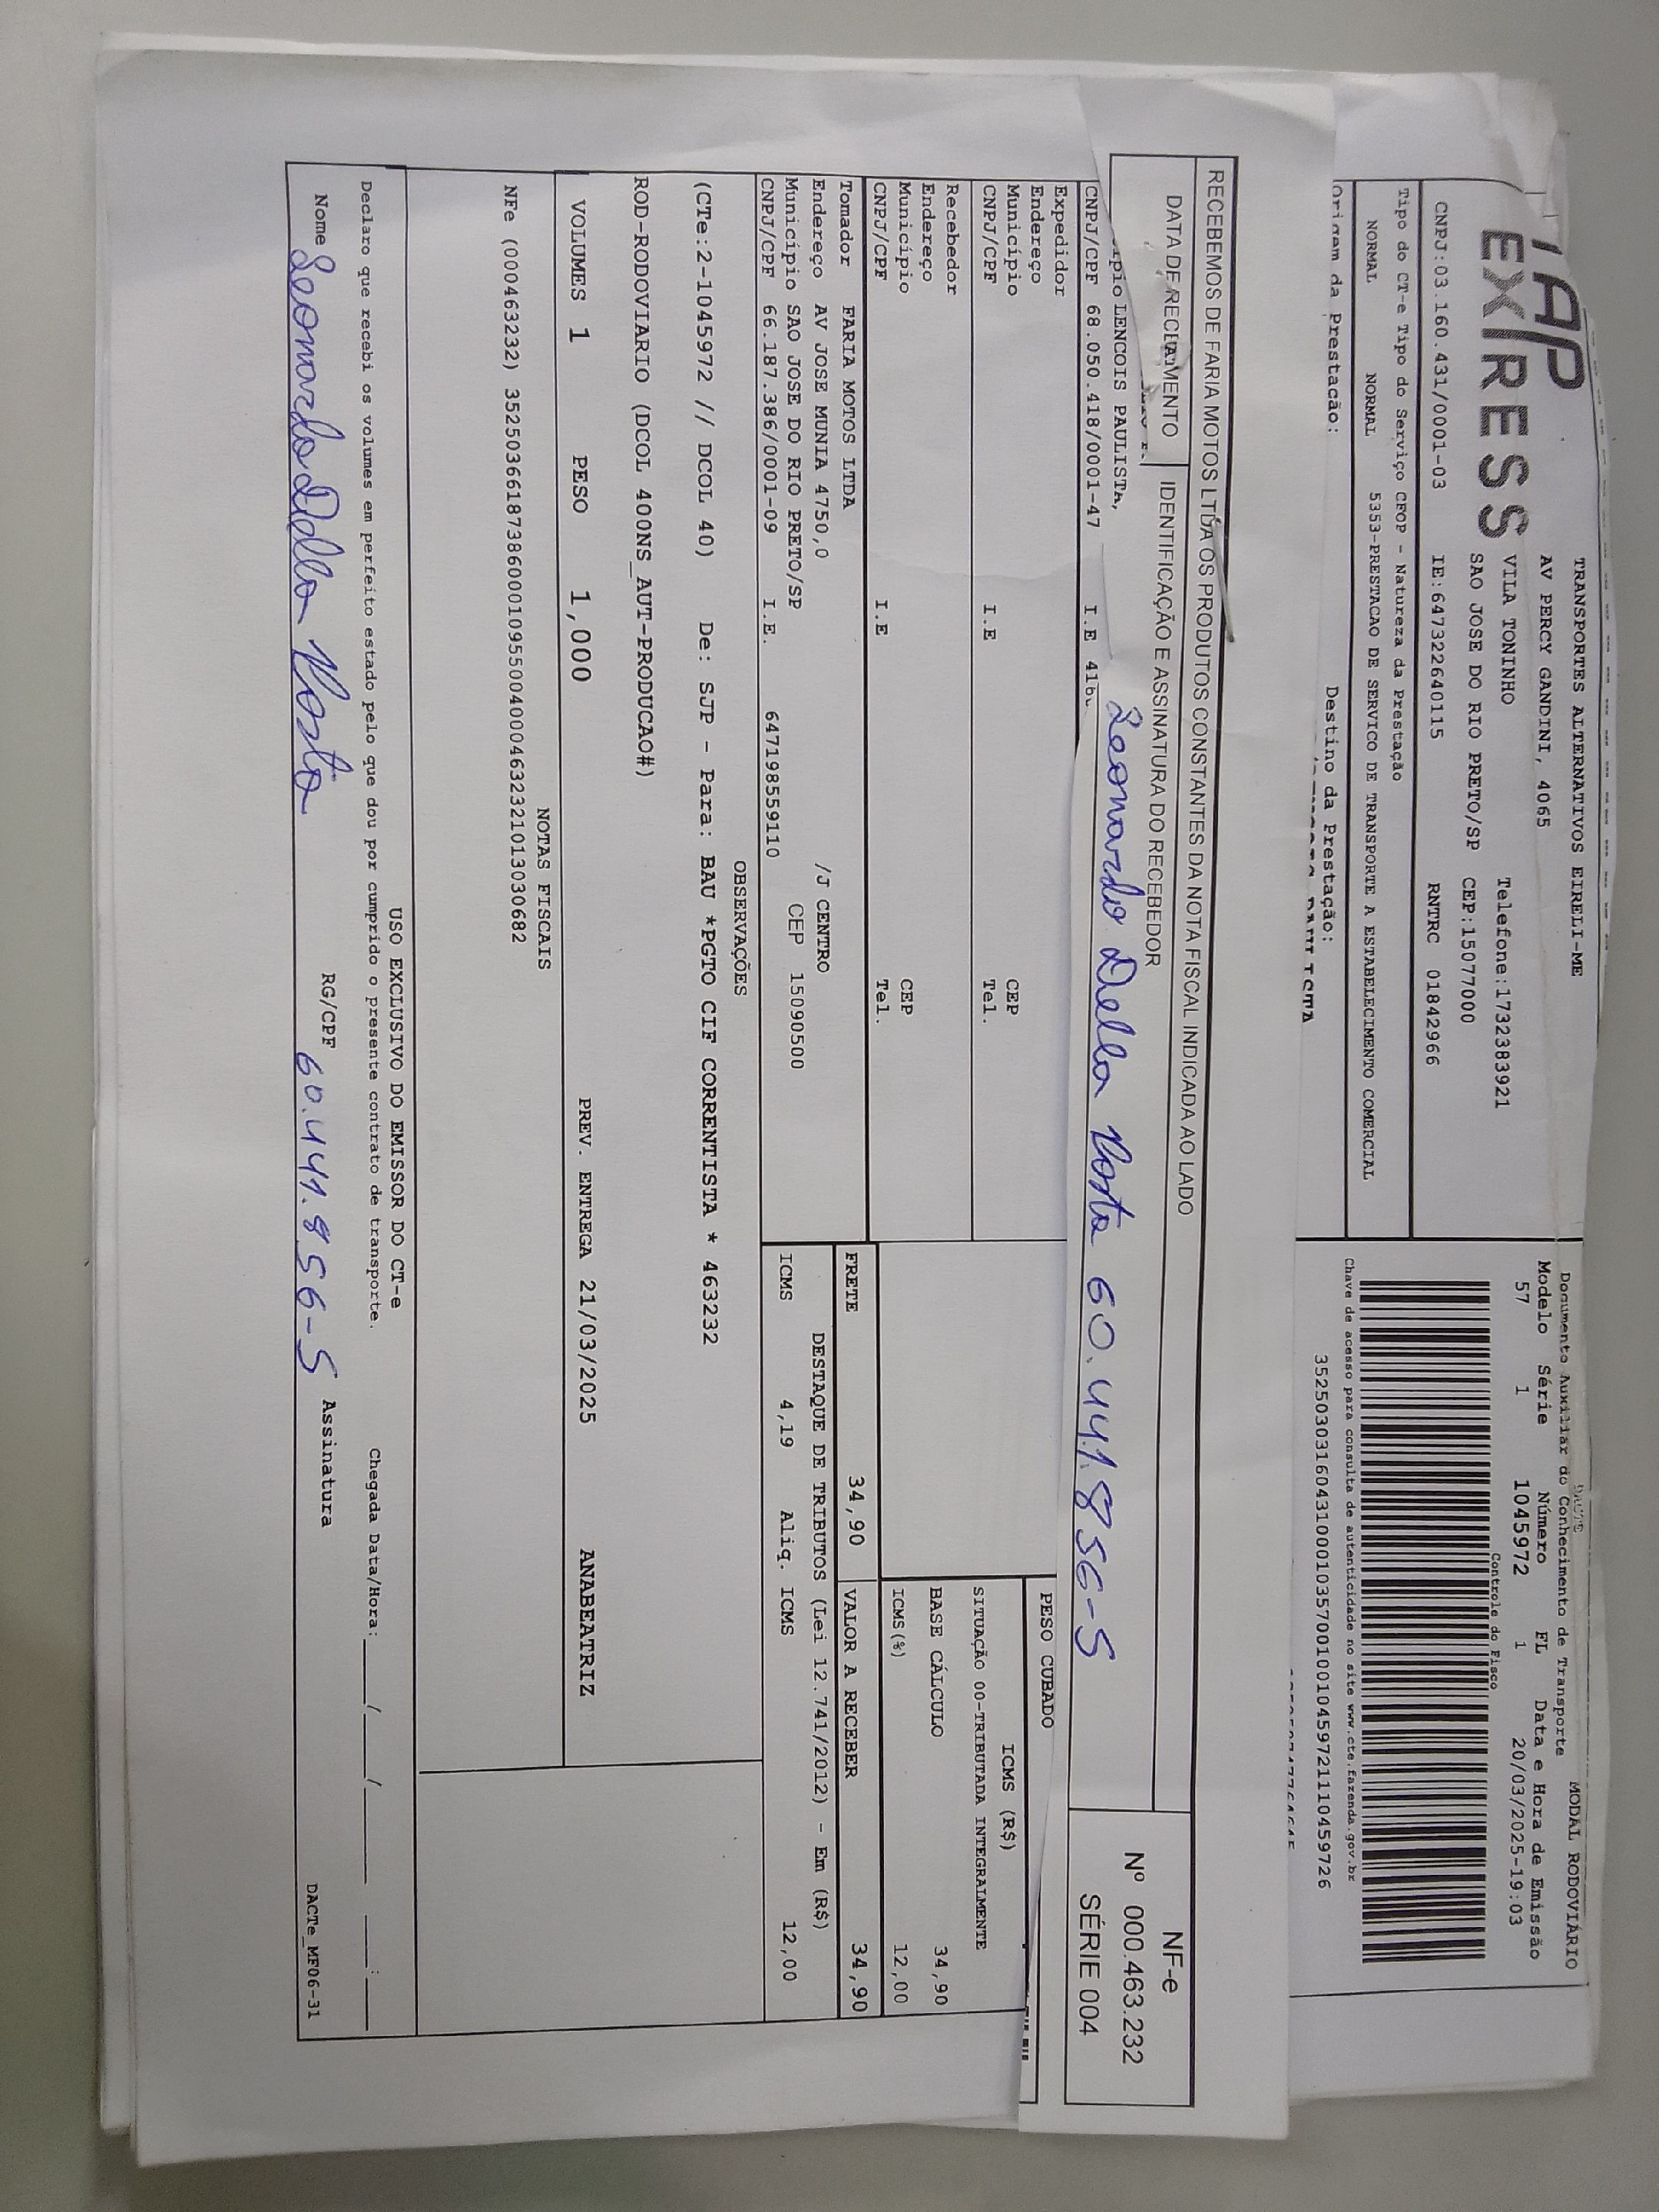 TAP
EXPRESS
TRANSPORTES ALTERNATIVOS EIRELI-ME
AV PERCY GANDINI, 4065
VILA TONINHO Telefone:1732383921
SAO JOSE DO RIO PRETO/SP CEP:15077000
CNPJ:03.160.431/0001-03 IE:647322640115 RNTRC 01842966
Tipo do CT-e Tipo do Serviço CFOP - Natureza da Prestação
NORMAL NORMAL 5353-PRESTACAO DE SERVICO DE TRANSPORTE A ESTABELECIMENTO COMERCIAL
Origem da Prestação: Destino da Prestação:
DACTE MODAL RODOVIÁRIO
Documento Auxiliar do Conhecimento de Transporte
Modelo Série Número FL Data e Hora de Emissão
57 1 1045972 1 20/03/2025-19:03
Controle do Fisco
Chave de acesso para consulta de autenticidade no site www.cte.fazenda.gov.br
35250303160431000103570010010459721110459726
RECEBEMOS DE FARIA MOTOS LTDA OS PRODUTOS CONSTANTES DA NOTA FISCAL INDICADA AO LADO
DATA DE RECEBIMENTO IDENTIFICAÇÃO E ASSINATURA DO RECEBEDOR
Leonardo Della Costa 60.441.856-5
NF-e
Nº 000.463.232
SÉRIE 004
LENCOIS PAULISTA,
CNPJ/CPF 68.050.418/0001-47 I.E 416
Expedidor
Endereço
Município CEP
CNPJ/CPF I.E Tel.
Recebedor
Endereço
Município CEP
CNPJ/CPF I.E Tel.
PESO CUBADO
ICMS (R$)
SITUAÇÃO 00-TRIBUTADA INTEGRALMENTE
BASE CÁLCULO 34,90
ICMS(%) 12,00
Tomador FARIA MOTOS LTDA
Endereço AV JOSE MUNIA 4750,0 /J CENTRO
Município SAO JOSE DO RIO PRETO/SP CEP 15090500
CNPJ/CPF 66.187.386/0001-09 I.E. 647198559110
FRETE 34,90 VALOR A RECEBER 34,90
DESTAQUE DE TRIBUTOS (Lei 12.741/2012) - Em (R$)
ICMS 4,19 Aliq. ICMS 12,00
OBSERVAÇÕES
(CTe:2-1045972 // DCOL 40) De: SJP - Para: BAU *PGTO CIF CORRENTISTA * 463232
ROD-RODOVIARIO (DCOL 400NS_AUT-PRODUCAO#)
VOLUMES 1 PESO 1,000 PREV. ENTREGA 21/03/2025 ANABEATRIZ
NOTAS FISCAIS
NFe (000463232) 35250366187386000109550040004632321013030682
USO EXCLUSIVO DO EMISSOR DO CT-e
Declaro que recebi os volumes em perfeito estado pelo que dou por cumprido o presente contrato de transporte. Chegada Data/Hora:____/____/______ ____:____
Nome Leonardo Della Costa RG/CPF 60.441.856-5 Assinatura
DACTe_MF06-31